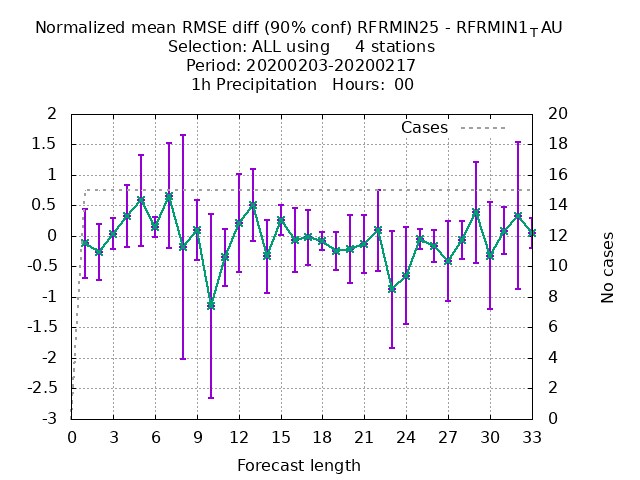 Normalized mean RMSE diff (90% conf) RFRMIN25 - RFRMIN1TAU
Selection: ALL using 4 stations
Period: 20200203-20200217
1h Precipitation Hours: 00
Cases
2
1.5
1
0.5
0
-0.5
-1
-1.5
-2
-2.5
-3
20
18
16
14
12
10
8
6
4
2
0
No cases
0 3 6 9 12 15 18 21 24 27 30 33
Forecast length